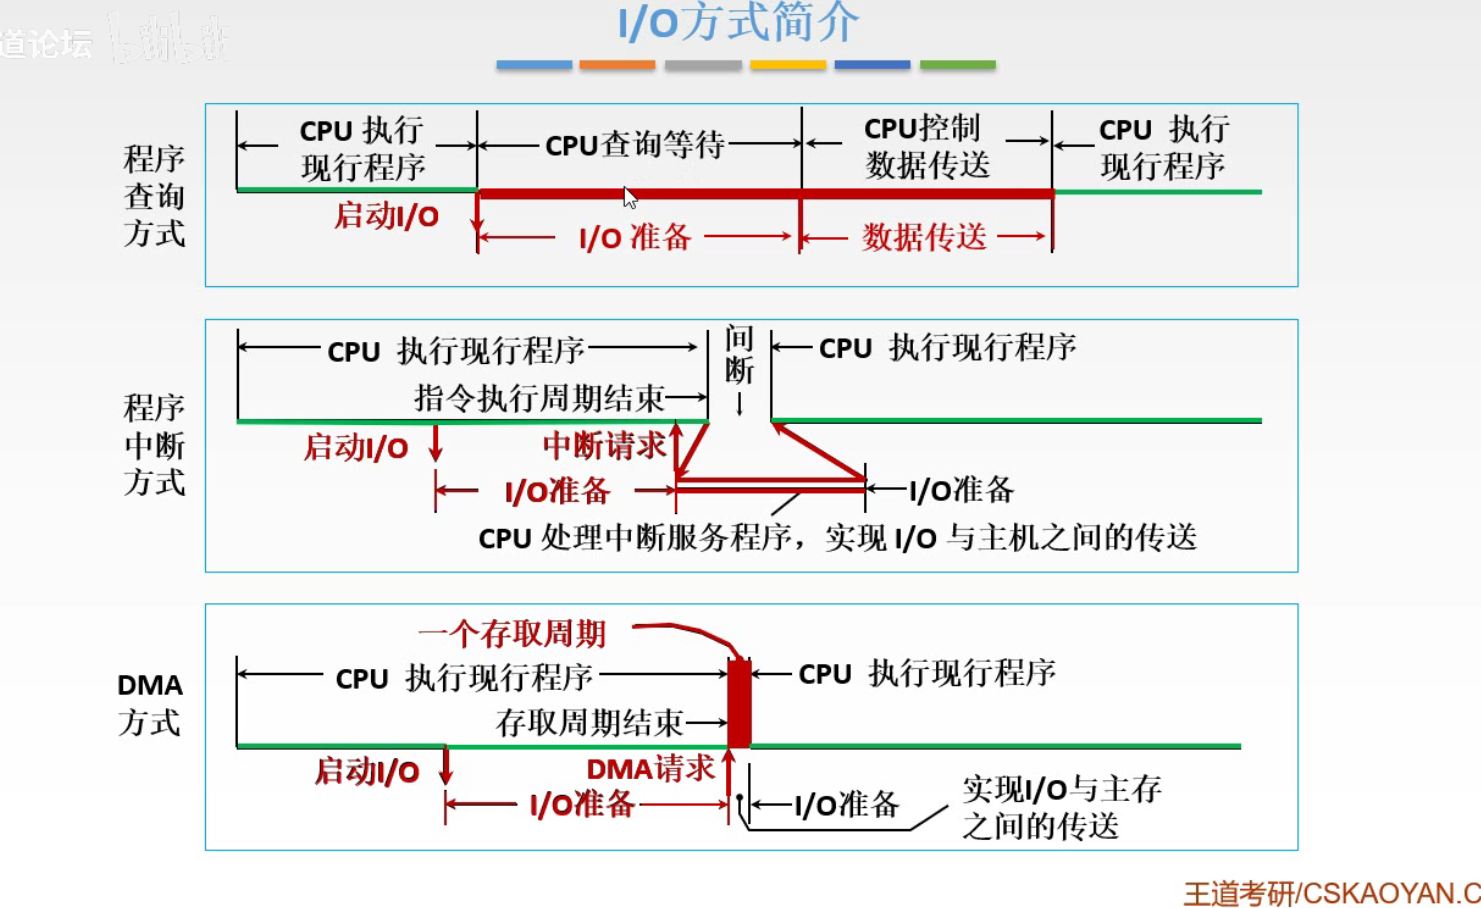 道论坛 bilibili
I/O方式简介
程序
查询
方式
CPU 执行
现行程序
CPU查询等待
CPU控制
数据传送
CPU 执行
现行程序
启动I/O
I/O 准备
数据传送
程序
中断
方式
CPU 执行现行程序
间
断
CPU 执行现行程序
指令执行周期结束
启动I/O
中断请求
I/O准备
I/O准备
CPU 处理中断服务程序，实现 I/O 与主机之间的传送
DMA
方式
一个存取周期
CPU 执行现行程序
CPU 执行现行程序
存取周期结束
启动I/O
DMA请求
I/O准备
I/O准备
实现I/O与主存
之间的传送
王道考研/CSKAOYAN.C